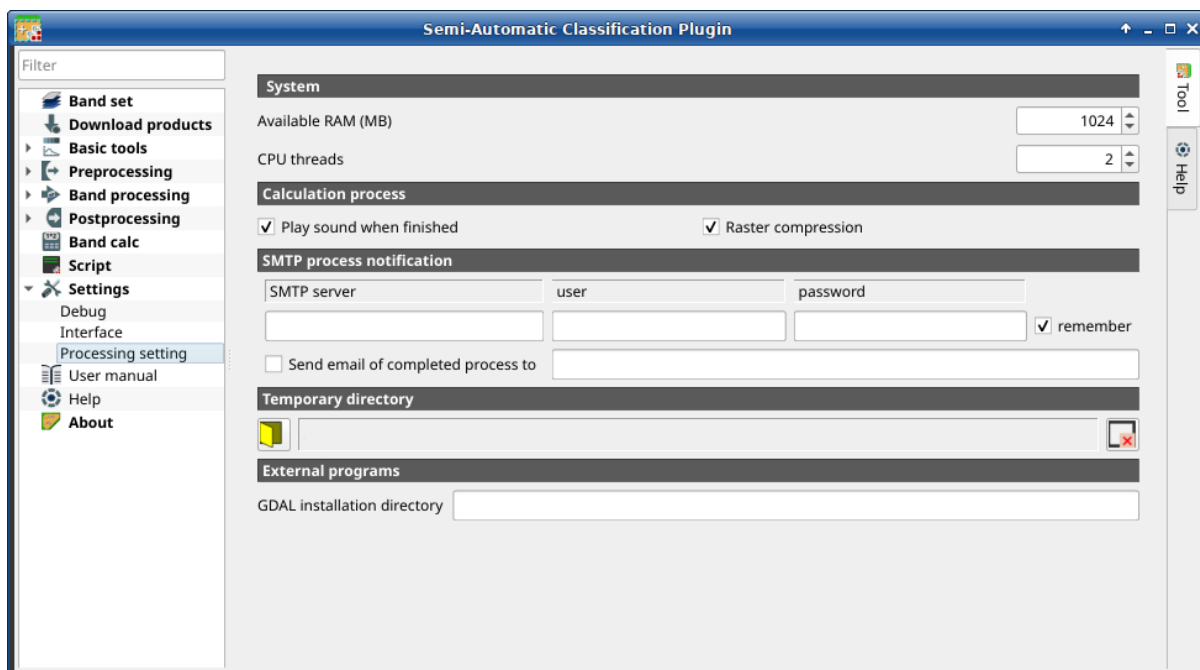 Semi-Automatic Classification Plugin
Filter
Band set
Download products
Basic tools
Preprocessing
Band processing
Postprocessing
Band calc
Script
Settings
Debug
Interface
Processing setting
User manual
Help
About
System
Available RAM (MB) 1024
CPU threads 2
Calculation process
Play sound when finished Raster compression
SMTP process notification
SMTP server user password
remember
Send email of completed process to
Temporary directory
External programs
GDAL installation directory
Tool
Help